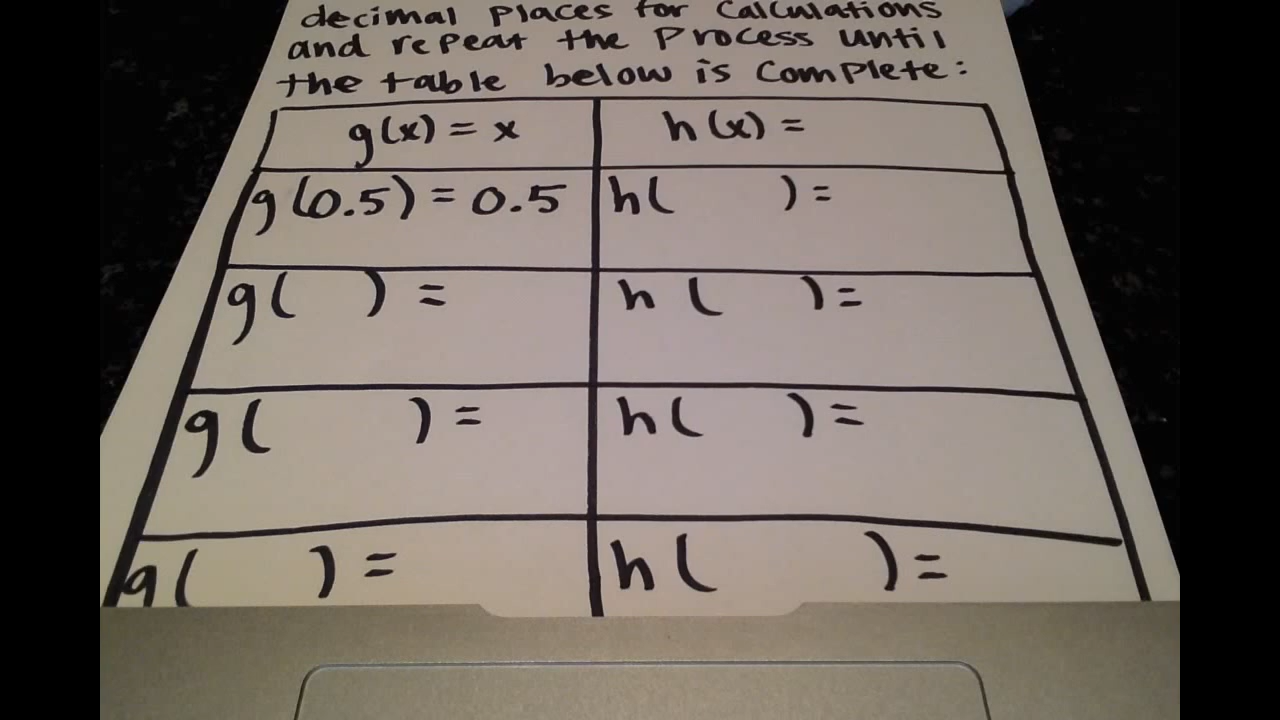 decimal places for calculations
and repeat the process until
the table below is complete:
g(x) = x h(x) =
g(0.5) = 0.5 h( ) =
g( ) = h( ) =
g( ) = h( ) =
g( ) = h( ) =